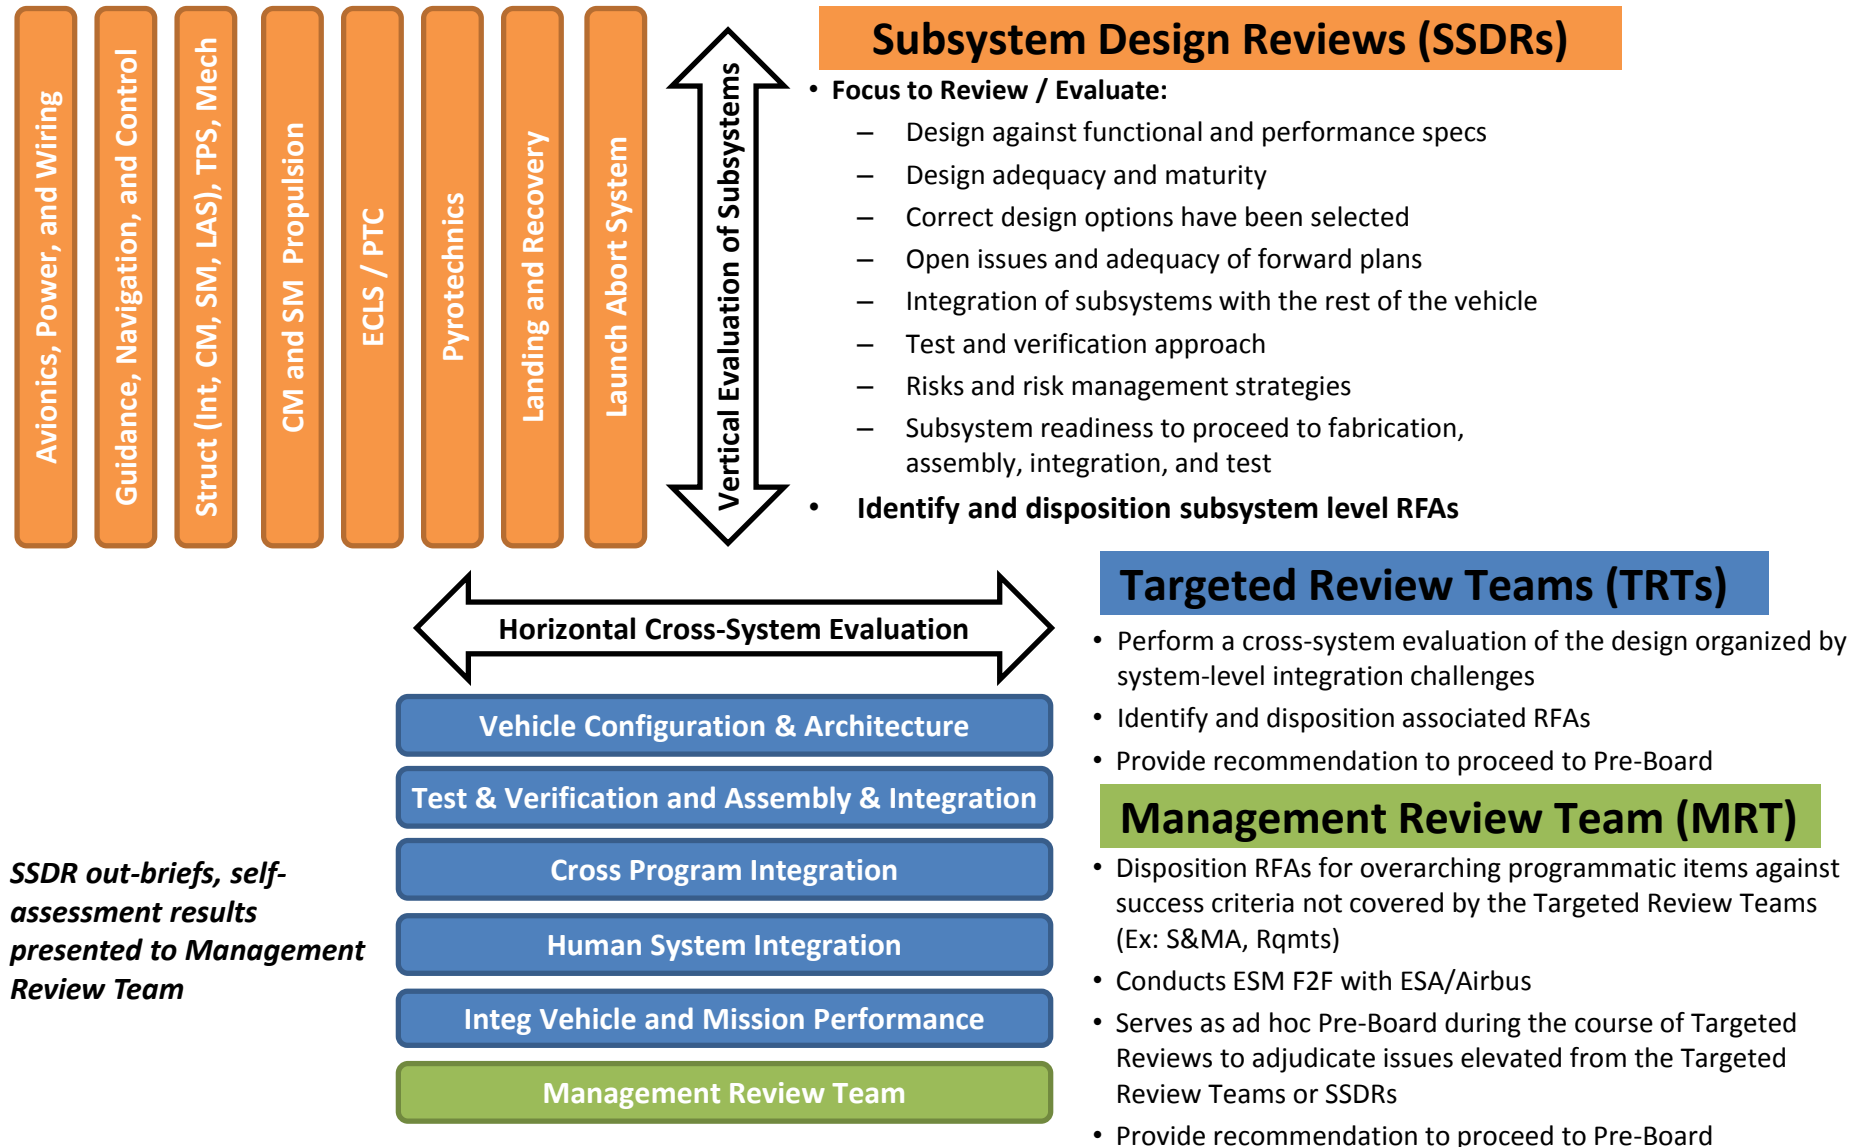 Avionics, Power, and Wiring
Guidance, Navigation, and Control
Struct (Int, CM, SM, LAS), TPS, Mech
CM and SM Propulsion
ECLS / PTC
Pyrotechnics
Landing and Recovery
Launch Abort System
Vertical Evaluation of Subsystems
Subsystem Design Reviews (SSDRs)
• Focus to Review / Evaluate:
– Design against functional and performance specs
– Design adequacy and maturity
– Correct design options have been selected
– Open issues and adequacy of forward plans
– Integration of subsystems with the rest of the vehicle
– Test and verification approach
– Risks and risk management strategies
– Subsystem readiness to proceed to fabrication,
assembly, integration, and test
• Identify and disposition subsystem level RFAs
Horizontal Cross-System Evaluation
Vehicle Configuration & Architecture
Test & Verification and Assembly & Integration
Cross Program Integration
Human System Integration
Integ Vehicle and Mission Performance
Management Review Team
SSDR out-briefs, self-
assessment results
presented to Management
Review Team
Targeted Review Teams (TRTs)
• Perform a cross-system evaluation of the design organized by
system-level integration challenges
• Identify and disposition associated RFAs
• Provide recommendation to proceed to Pre-Board
Management Review Team (MRT)
• Disposition RFAs for overarching programmatic items against
success criteria not covered by the Targeted Review Teams
(Ex: S&MA, Rqmts)
• Conducts ESM F2F with ESA/Airbus
• Serves as ad hoc Pre-Board during the course of Targeted
Reviews to adjudicate issues elevated from the Targeted
Review Teams or SSDRs
• Provide recommendation to proceed to Pre-Board